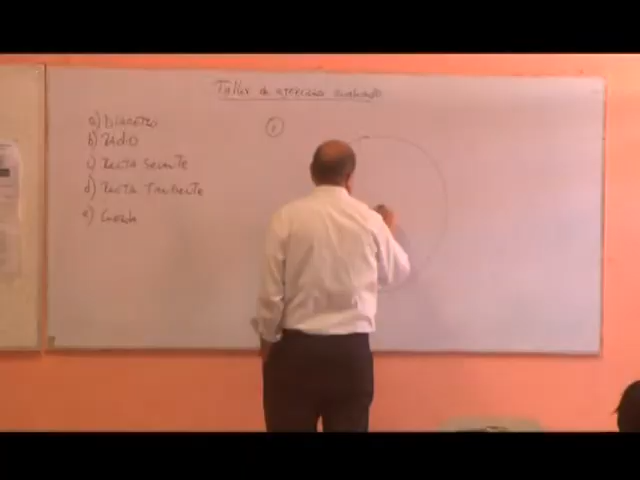 Taller de ejercicios evaluado
a) DIAMETRO
b) RADIO
c) RECTA SECANTE
d) RECTA TANGENTE
e) Cuerda